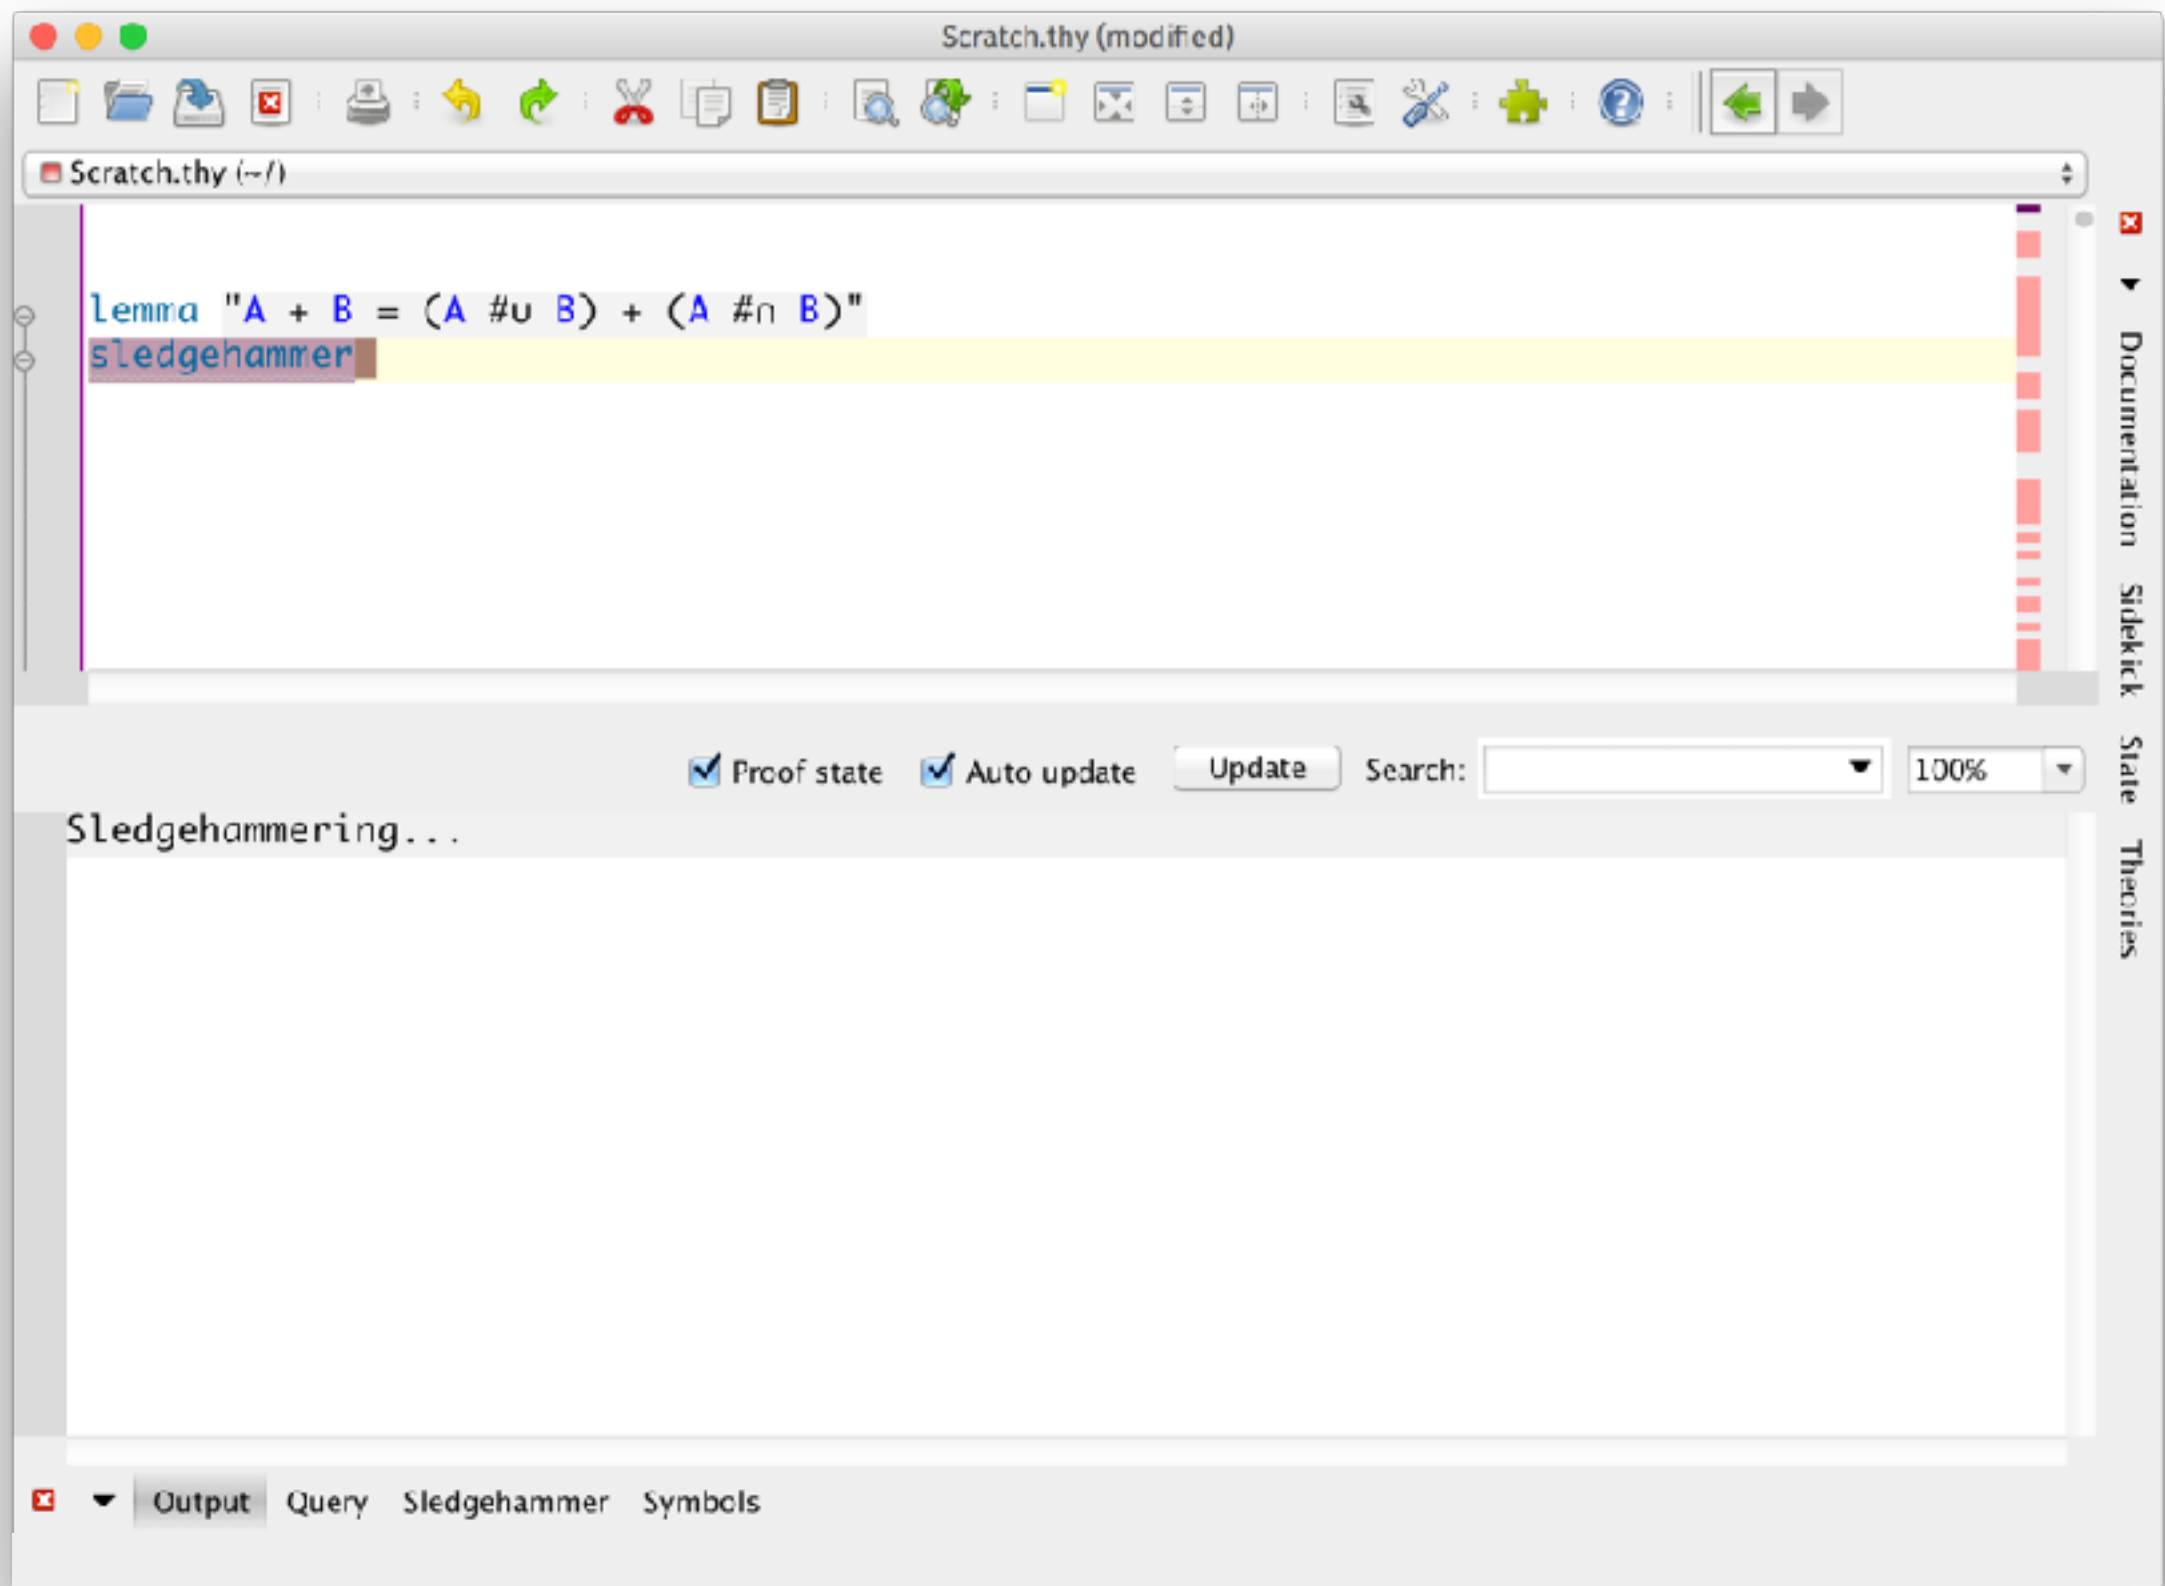 Scratch.thy (modified)
Scratch.thy (~/)
lemma "A + B = (A #∪ B) + (A #∩ B)"
sledgehammer
Proof state Auto update Update Search: 100%
Sledgehammering...
Documentation
Sidekick
State
Theories
Output Query Sledgehammer Symbols